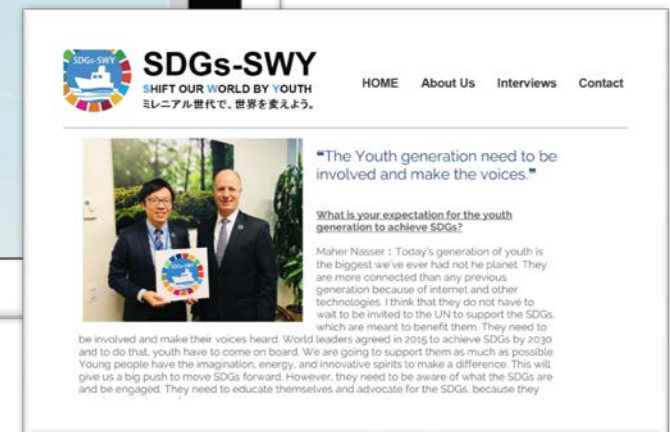 SDGs-SWY
SDGs-SWY
SHIFT OUR WORLD BY YOUTH
ミレニアル世代で、世界を変えよう。
HOME About Us Interviews Contact
"The Youth generation need to be
involved and make the voices."
What is your expectation for the youth
generation to achieve SDGs?
Maher Nasser : Today's generation of youth is
the biggest we've ever had not he planet. They
are more connected than any previous
generation because of internet and other
technologies. I think that they do not have to
wait to be invited to the UN to support the SDGs,
which are meant to benefit them. They need to
be involved and make their voices heard. World leaders agreed in 2015 to achieve SDGs by 2030
and to do that, youth have to come on board. We are going to support them as much as possible.
Young people have the imagination, energy, and innovative spirits to make a difference. This will
give us a big push to move SDGs forward. However, they need to be aware of what the SDGs are
and be engaged. They need to educate themselves and advocate for the SDGs, because they
SDGs-SWY